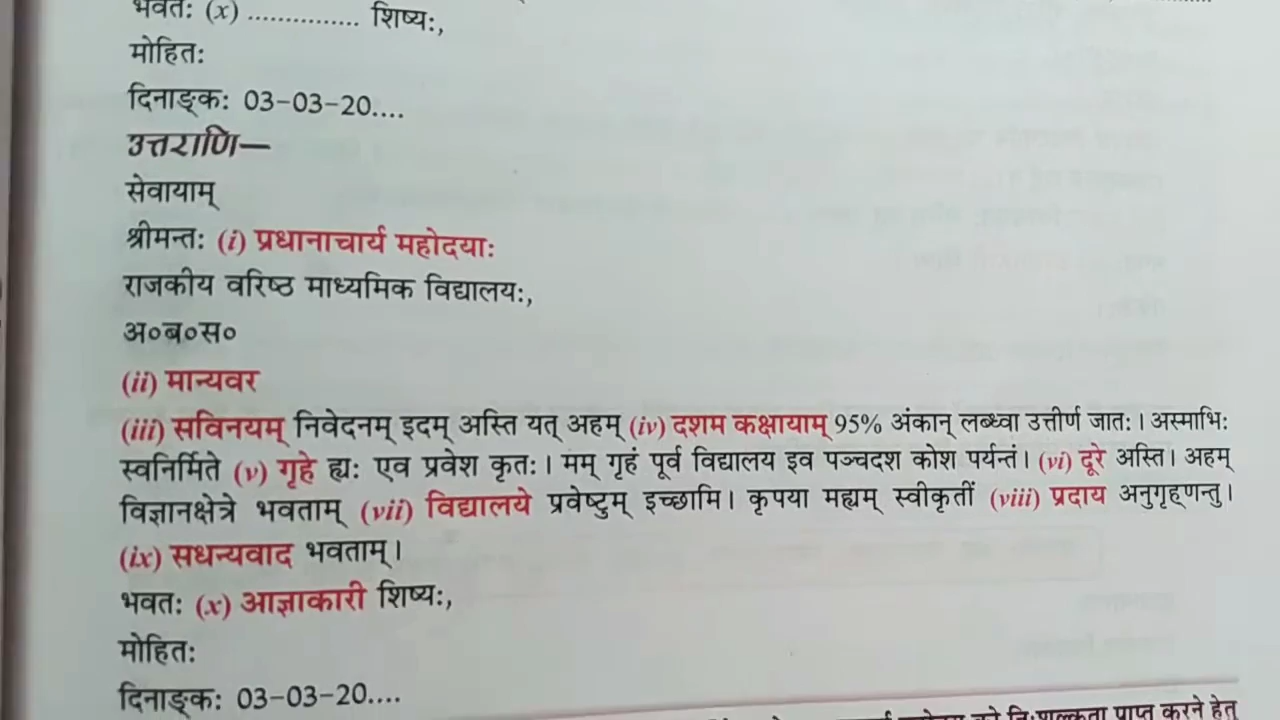 भवतः (x) ............... शिष्यः,
मोहितः
दिनाङ्कः 03-03-20....
उत्तराणि—
सेवायाम्
श्रीमन्तः (i) प्रधानाचार्य महोदयाः
राजकीय वरिष्ठ माध्यमिक विद्यालयः,
अ०ब०स०
(ii) मान्यवर
(iii) सविनयम् निवेदनम् इदम् अस्ति यत् अहम् (iv) दशम कक्षायाम् 95% अंकान् लब्ध्वा उत्तीर्ण जातः। अस्माभिः
स्वनिर्मिते (v) गृहे ह्यः एव प्रवेश कृतः। मम् गृहं पूर्व विद्यालय इव पञ्चदश कोश पर्यन्तं। (vi) दूरे अस्ति। अहम्
विज्ञानक्षेत्रे भवताम् (vii) विद्यालये प्रवेष्टुम् इच्छामि। कृपया मह्यम् स्वीकृतीं (viii) प्रदाय अनुगृह्णन्तु।
(ix) सधन्यवाद भवताम्।
भवतः (x) आज्ञाकारी शिष्यः,
मोहितः
दिनाङ्कः 03-03-20....
को निःशुल्कता प्राप्त करने हेतु